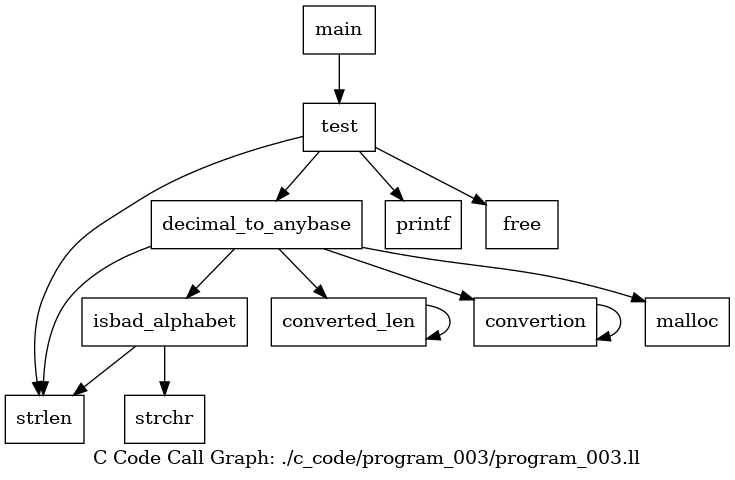 main
test
decimal_to_anybase
printf
free
isbad_alphabet
converted_len
convertion
malloc
strlen
strchr
C Code Call Graph: ./c_code/program_003/program_003.ll